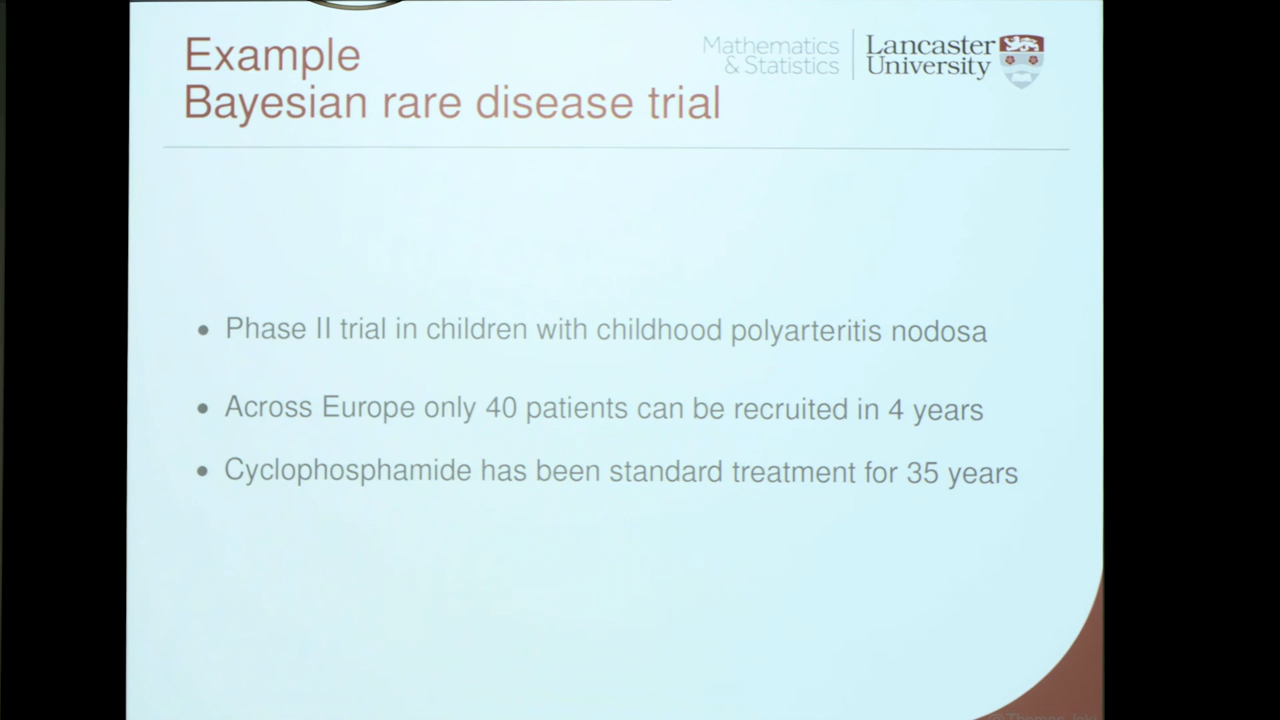 Example
Bayesian rare disease trial
Mathematics
& Statistics
Lancaster
University
• Phase II trial in children with childhood polyarteritis nodosa
• Across Europe only 40 patients can be recruited in 4 years
• Cyclophosphamide has been standard treatment for 35 years